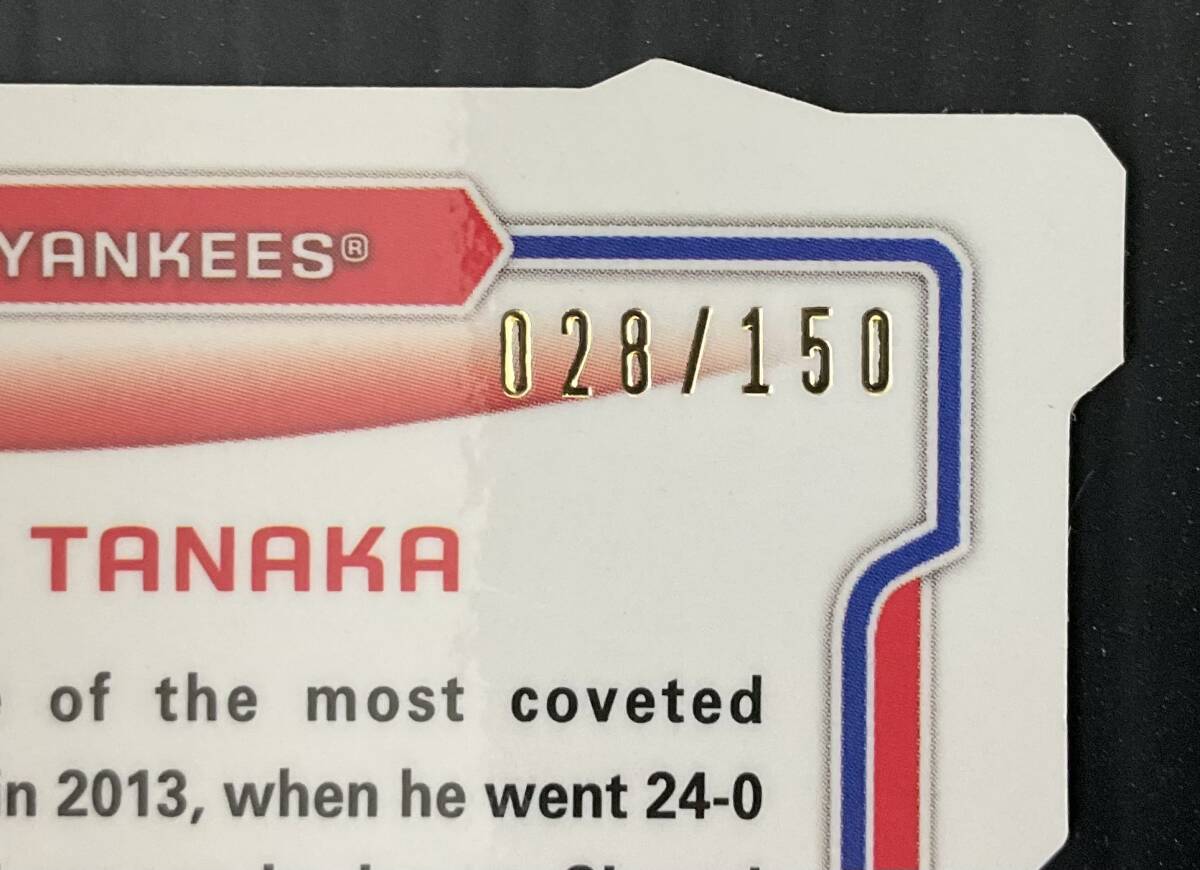 YANKEES®
028/150
TANAKA
of the most coveted
in 2013, when he went 24-0